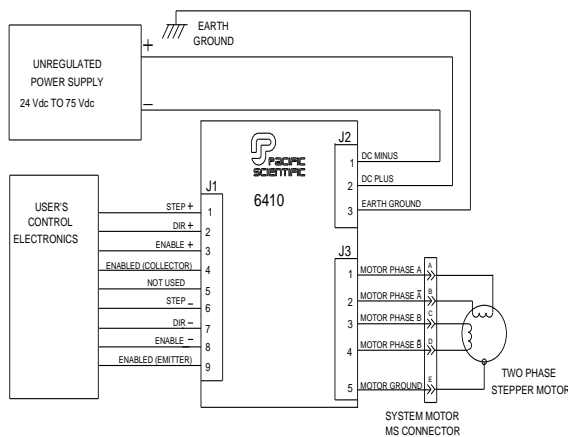 EARTH
GROUND
+
UNREGULATED
POWER SUPPLY
24 Vdc TO 75 Vdc
−
PACIFIC
SCIENTIFIC
6410
J2
1 DC MINUS
2 DC PLUS
3 EARTH GROUND
USER'S
CONTROL
ELECTRONICS
J1
STEP + 1
DIR + 2
ENABLE + 3
ENABLED (COLLECTOR) 4
NOT USED 5
STEP − 6
DIR − 7
ENABLE − 8
ENABLED (EMITTER) 9
J3
1 MOTOR PHASE A A
2 MOTOR PHASE A̅ B
3 MOTOR PHASE B C
4 MOTOR PHASE B̅ D
5 MOTOR GROUND E
TWO PHASE
STEPPER MOTOR
SYSTEM MOTOR
MS CONNECTOR